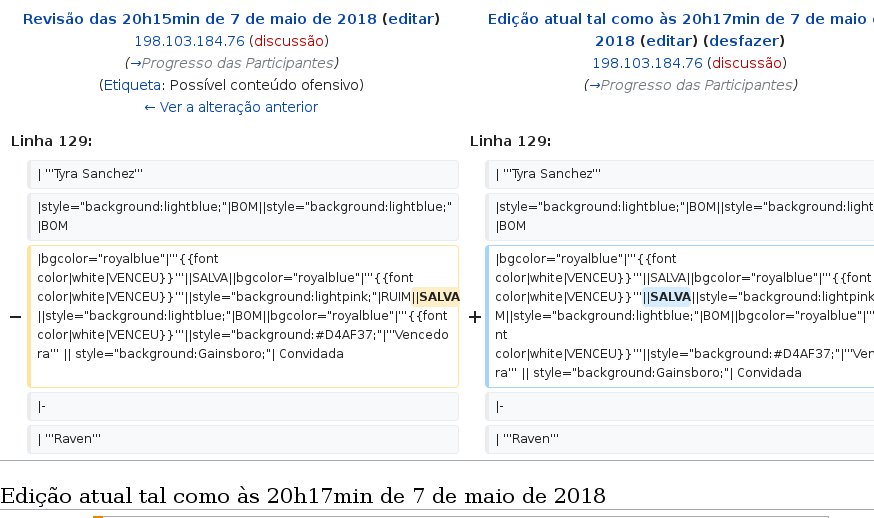 Revisão das 20h15min de 7 de maio de 2018 (editar)
198.103.184.76 (discussão)
(→Progresso das Participantes)
(Etiqueta: Possível conteúdo ofensivo)
← Ver a alteração anterior
Edição atual tal como às 20h17min de 7 de maio
2018 (editar) (desfazer)
198.103.184.76 (discussão)
(→Progresso das Participantes)
Linha 129:
Linha 129:
| '''Tyra Sanchez'''
| '''Tyra Sanchez'''
|style="background:lightblue;"|BOM||style="background:lightblue;"
|BOM
|style="background:lightblue;"|BOM||style="background:lightt
|BOM
−
|bgcolor="royalblue"|'''{{font
color|white|VENCEU}}'''||SALVA||bgcolor="royalblue"|'''{{font
color|white|VENCEU}}'''||style="background:lightpink;"|RUIM||SALVA
||style="background:lightblue;"|BOM||bgcolor="royalblue"|'''{{font
color|white|VENCEU}}'''||style="background:#D4AF37;"|'''Vencedo
ra''' || style="background:Gainsboro;"| Convidada
+
|bgcolor="royalblue"|'''{{font
color|white|VENCEU}}'''||SALVA||bgcolor="royalblue"|'''{{font
color|white|VENCEU}}'''||SALVA||style="background:lightpink
M||style="background:lightblue;"|BOM||bgcolor="royalblue"|'''
nt
color|white|VENCEU}}'''||style="background:#D4AF37;"|'''Ven
ra''' || style="background:Gainsboro;"| Convidada
|-
|-
| '''Raven'''
| '''Raven'''
Edição atual tal como às 20h17min de 7 de maio de 2018